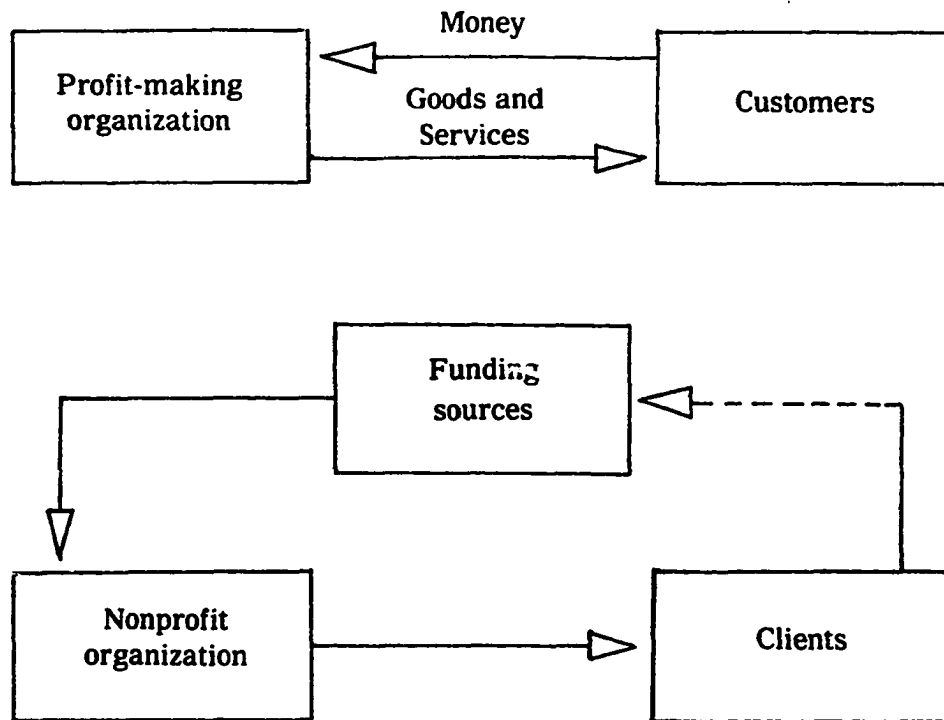 Money
Profit-making
organization
Goods and
Services
Customers
Funding
sources
Nonprofit
organization
Clients